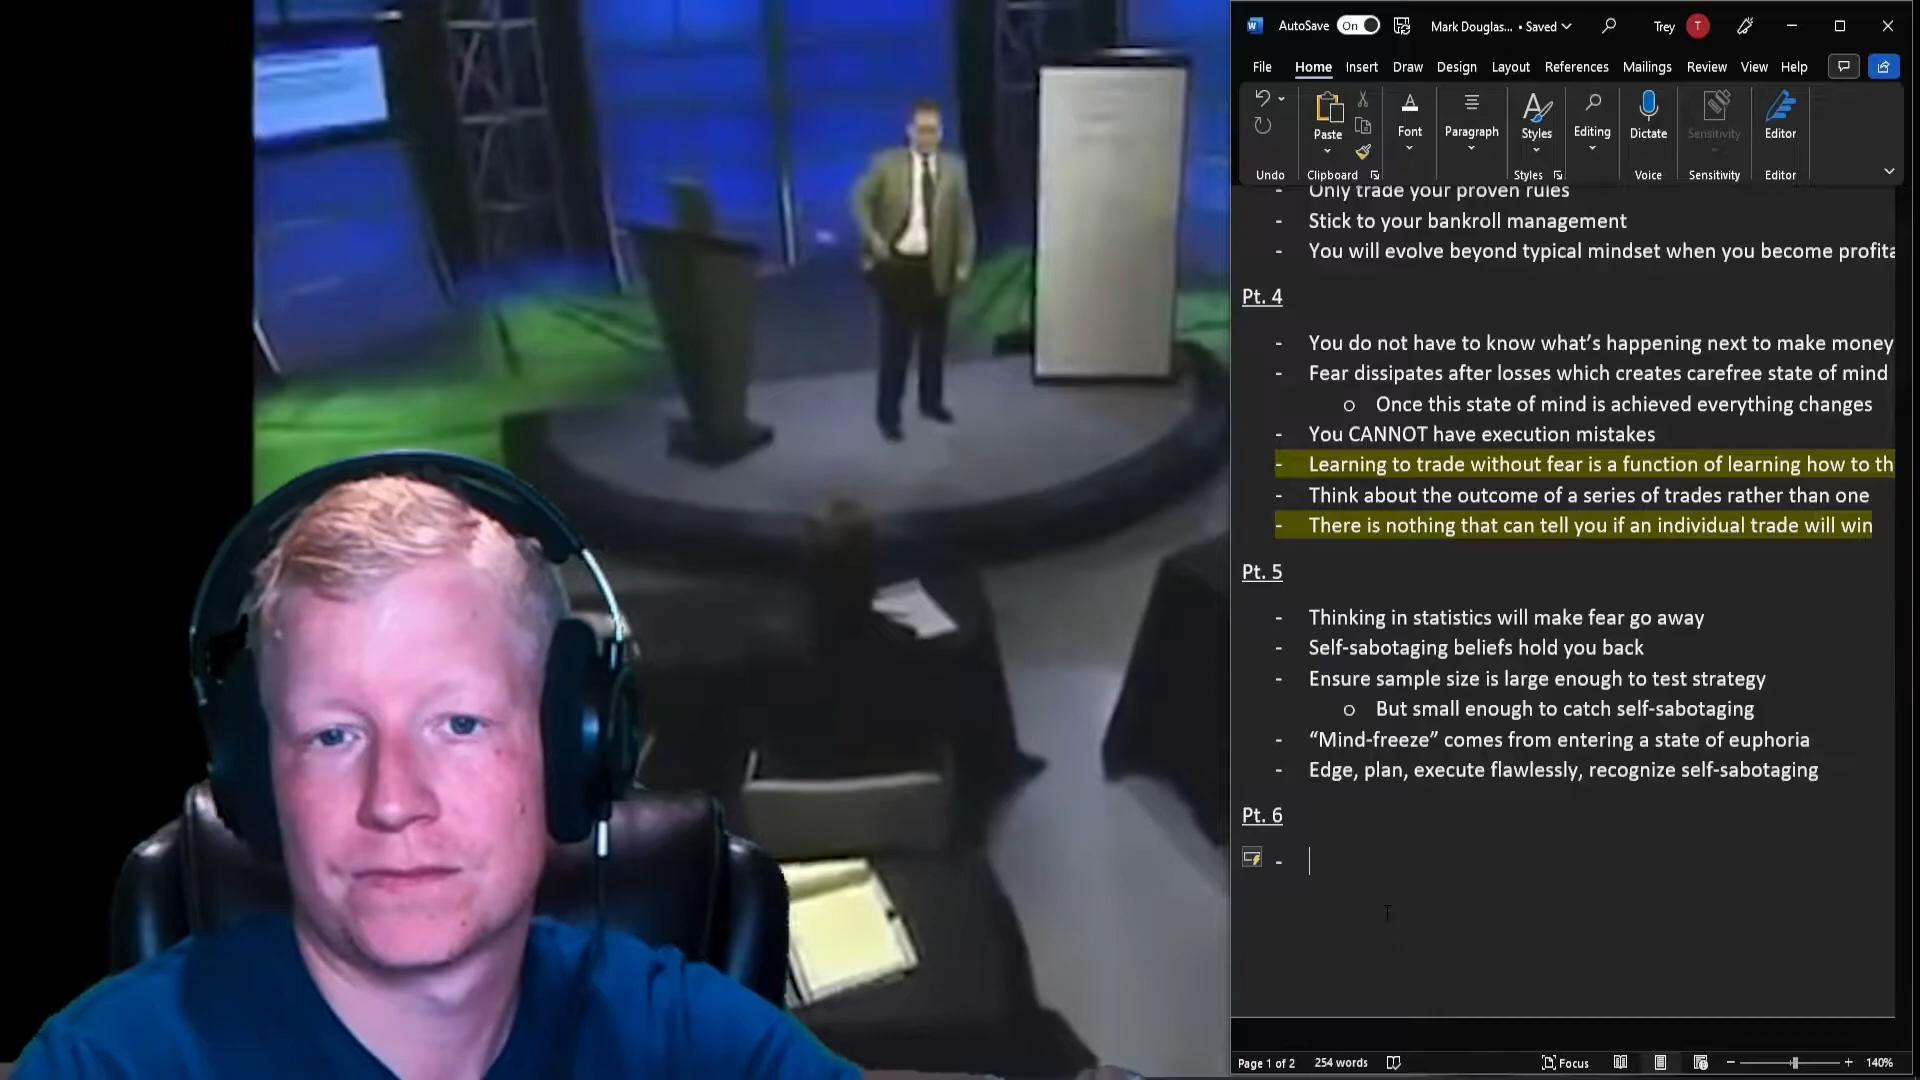 AutoSave On Mark Douglas... • Saved Trey T
File Home Insert Draw Design Layout References Mailings Review View Help
Paste Font Paragraph Styles Editing Dictate Sensitivity Editor
Undo Clipboard Styles Voice Sensitivity Editor
- Only trade your proven rules
- Stick to your bankroll management
- You will evolve beyond typical mindset when you become profita
Pt. 4
- You do not have to know what’s happening next to make money
- Fear dissipates after losses which creates carefree state of mind
o Once this state of mind is achieved everything changes
- You CANNOT have execution mistakes
- Learning to trade without fear is a function of learning how to th
- Think about the outcome of a series of trades rather than one
- There is nothing that can tell you if an individual trade will win
Pt. 5
- Thinking in statistics will make fear go away
- Self-sabotaging beliefs hold you back
- Ensure sample size is large enough to test strategy
o But small enough to catch self-sabotaging
- “Mind-freeze” comes from entering a state of euphoria
- Edge, plan, execute flawlessly, recognize self-sabotaging
Pt. 6
-
Page 1 of 2 254 words Focus 140%